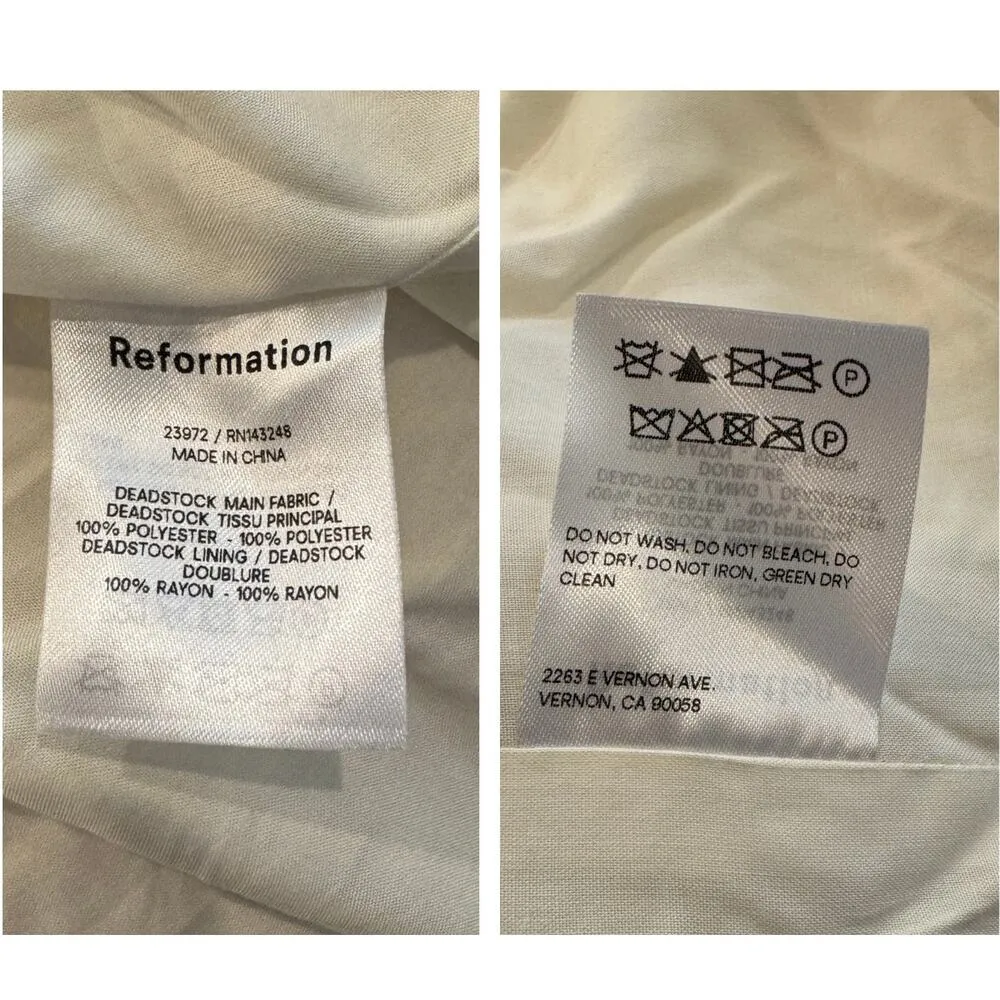 Reformation
23972 / RN143248
MADE IN CHINA
DEADSTOCK MAIN FABRIC /
DEADSTOCK TISSU PRINCIPAL
100% POLYESTER - 100% POLYESTER
DEADSTOCK LINING / DEADSTOCK
DOUBLURE
100% RAYON - 100% RAYON
P
P
DO NOT WASH, DO NOT BLEACH, DO
NOT DRY, DO NOT IRON, GREEN DRY
CLEAN
2263 E VERNON AVE.
VERNON, CA 90058